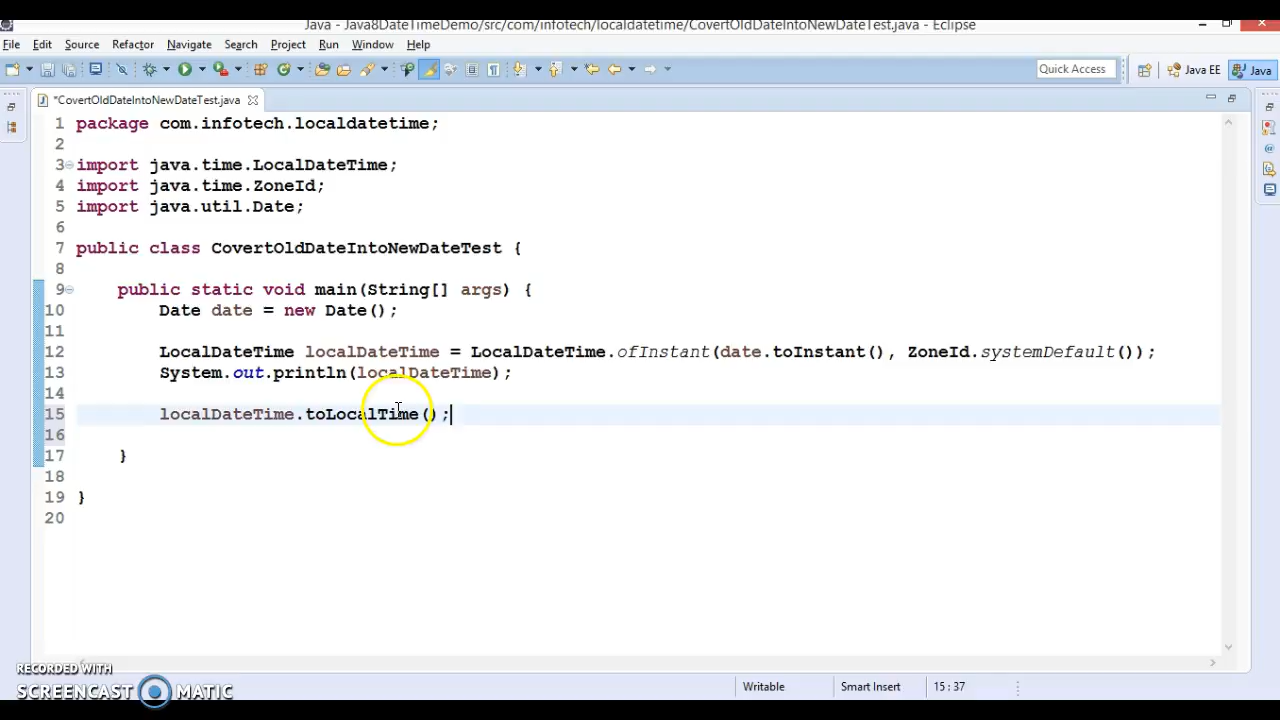 Java - Java8DateTimeDemo/src/com/infotech/localdatetime/CovertOldDateIntoNewDateTest.java - Eclipse
File Edit Source Refactor Navigate Search Project Run Window Help
Quick Access Java EE Java
*CovertOldDateIntoNewDateTest.java
1 package com.infotech.localdatetime;
2
3 import java.time.LocalDateTime;
4 import java.time.ZoneId;
5 import java.util.Date;
6
7 public class CovertOldDateIntoNewDateTest {
8
9 public static void main(String[] args) {
10 Date date = new Date();
11
12 LocalDateTime localDateTime = LocalDateTime.ofInstant(date.toInstant(), ZoneId.systemDefault());
13 System.out.println(localDateTime);
14
15 localDateTime.toLocalTime();
16
17 }
18
19 }
20
RECORDED WITH
SCREENCAST MATIC
Writable Smart Insert 15 : 37